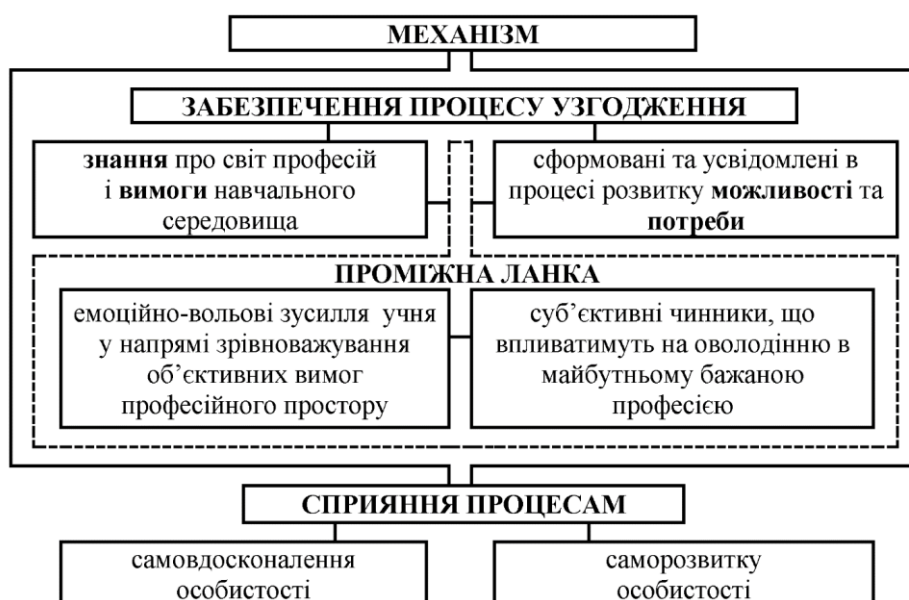 МЕХАНІЗМ
ЗАБЕЗПЕЧЕННЯ ПРОЦЕСУ УЗГОДЖЕННЯ
знання про світ професій
і вимоги навчального
середовища
сформовані та усвідомлені в
процесі розвитку можливості та
потреби
ПРОМІЖНА ЛАНКА
емоційно-вольові зусилля учня
у напрямі зрівноважування
об’єктивних вимог
професійного простору
суб’єктивні чинники, що
впливатимуть на оволодінню в
майбутньому бажаною
професією
СПРИЯННЯ ПРОЦЕСАМ
самовдосконалення
особистості
саморозвитку
особистості